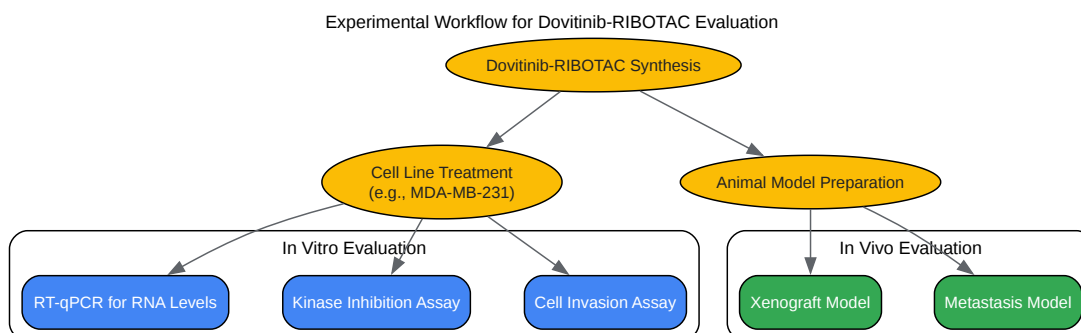 Experimental Workflow for Dovitinib-RIBOTAC Evaluation
Dovitinib-RIBOTAC Synthesis
Cell Line Treatment
(e.g., MDA-MB-231)
Animal Model Preparation
In Vitro Evaluation
In Vivo Evaluation
RT-qPCR for RNA Levels
Kinase Inhibition Assay
Cell Invasion Assay
Xenograft Model
Metastasis Model